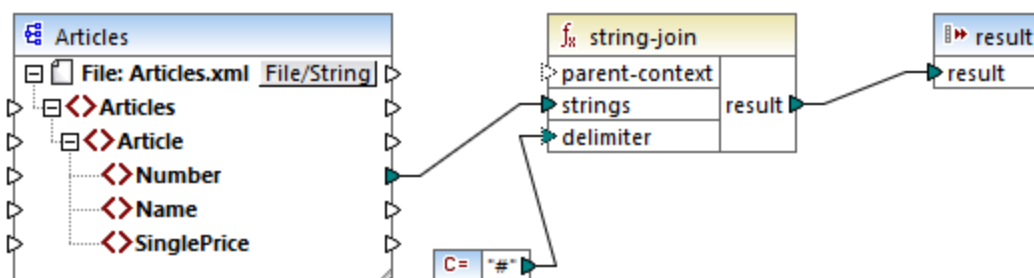 Articles
File: Articles.xml File/String
Articles
Article
Number
Name
SinglePrice
string-join
parent-context
strings
delimiter
result
C= "#"
result
result